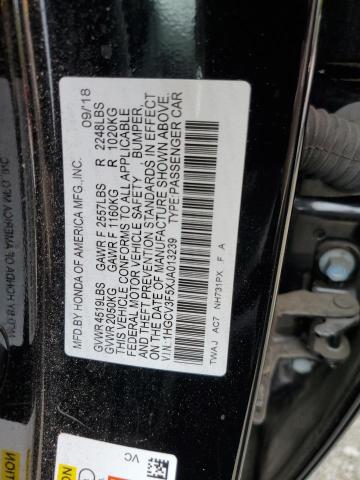 MFD.BY HONDA OF AMERICA MFG.,INC. 09/18
GVWR 4519LBS GAWR F 2557LBS R 2248LBS
GVWR 2050KG GAWR F 1160KG R 1020KG
THIS VEHICLE CONFORMS TO ALL APPLICABLE
FEDERAL MOTOR VEHICLE SAFETY, BUMPER,
AND THEFT PREVENTION STANDARDS IN EFFECT
ON THE DATE OF MANUFACTURE SHOWN ABOVE.
V.I.N.:1HGCV3F5XJA013239 TYPE:PASSENGER CAR
TWAJ AC7 NH731PX F A
VC